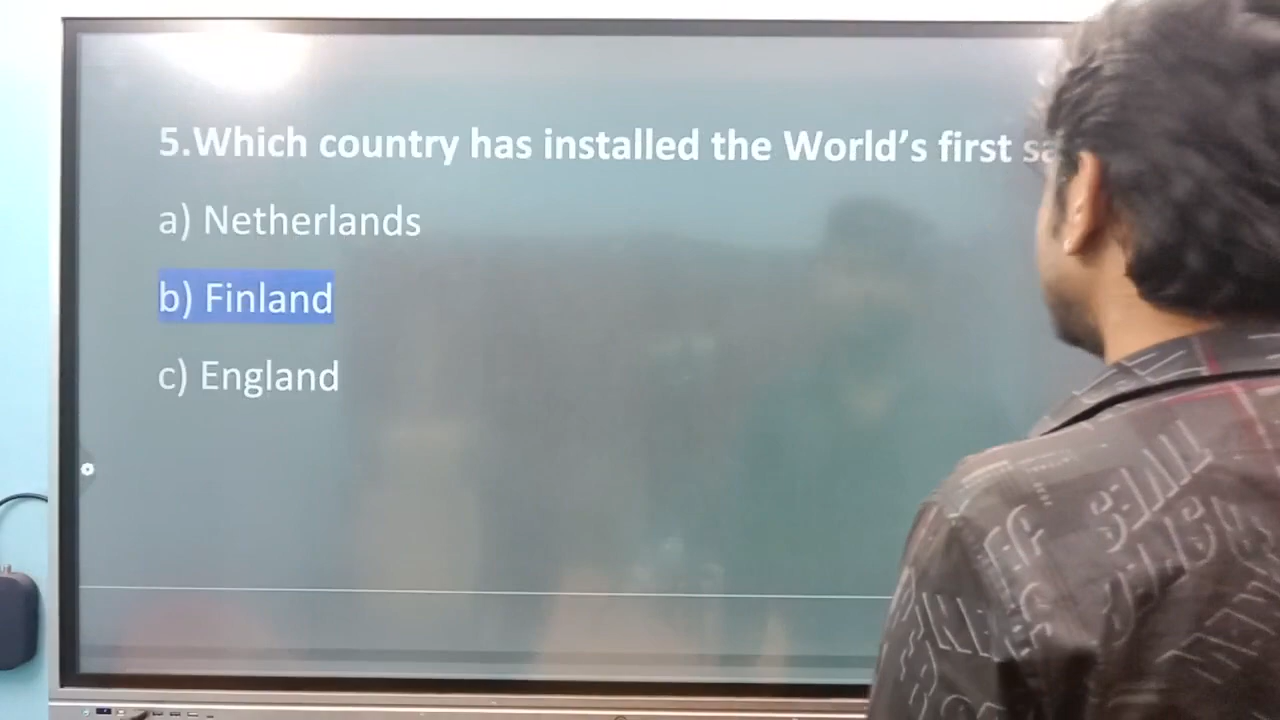 5.Which country has installed the World’s first
a) Netherlands
b) Finland
c) England